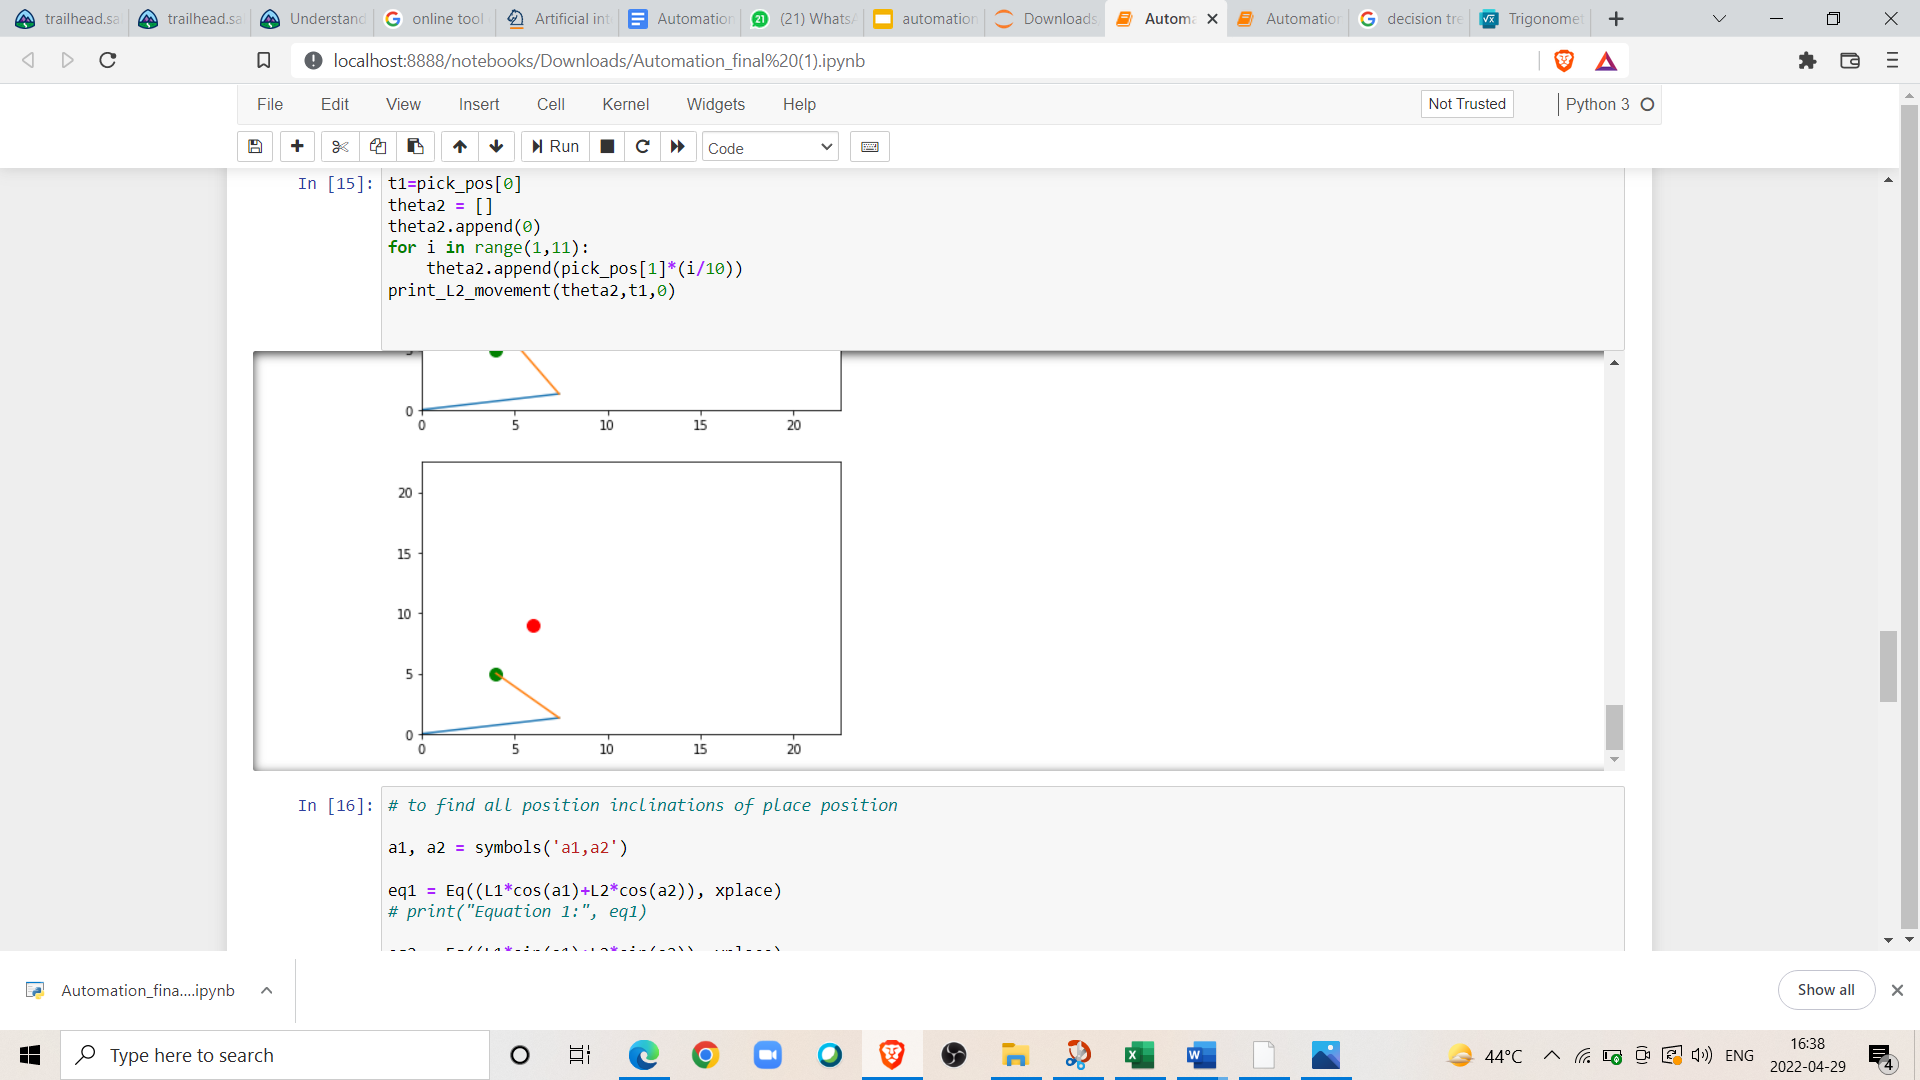 trailhead.sa
trailhead.sa
Understand
online tool
Artificial int
Automation
(21) WhatsA
automation
Downloads
Automa
Automation
decision tre
Trigonomet
localhost:8888/notebooks/Downloads/Automation_final%20(1).ipynb
File Edit View Insert Cell Kernel Widgets Help
Not Trusted
Python 3
Run
Code
In [15]:
t1=pick_pos[0]
theta2 = []
theta2.append(0)
for i in range(1,11):
    theta2.append(pick_pos[1]*(i/10))
print_L2_movement(theta2,t1,0)
0
0 5 10 15 20
20
15
10
5
0
0 5 10 15 20
In [16]:
# to find all position inclinations of place position
a1, a2 = symbols('a1,a2')
eq1 = Eq((L1*cos(a1)+L2*cos(a2)), xplace)
# print("Equation 1:", eq1)
Automation_fina....ipynb
Show all
Type here to search
44°C
ENG
16:38
2022-04-29
4